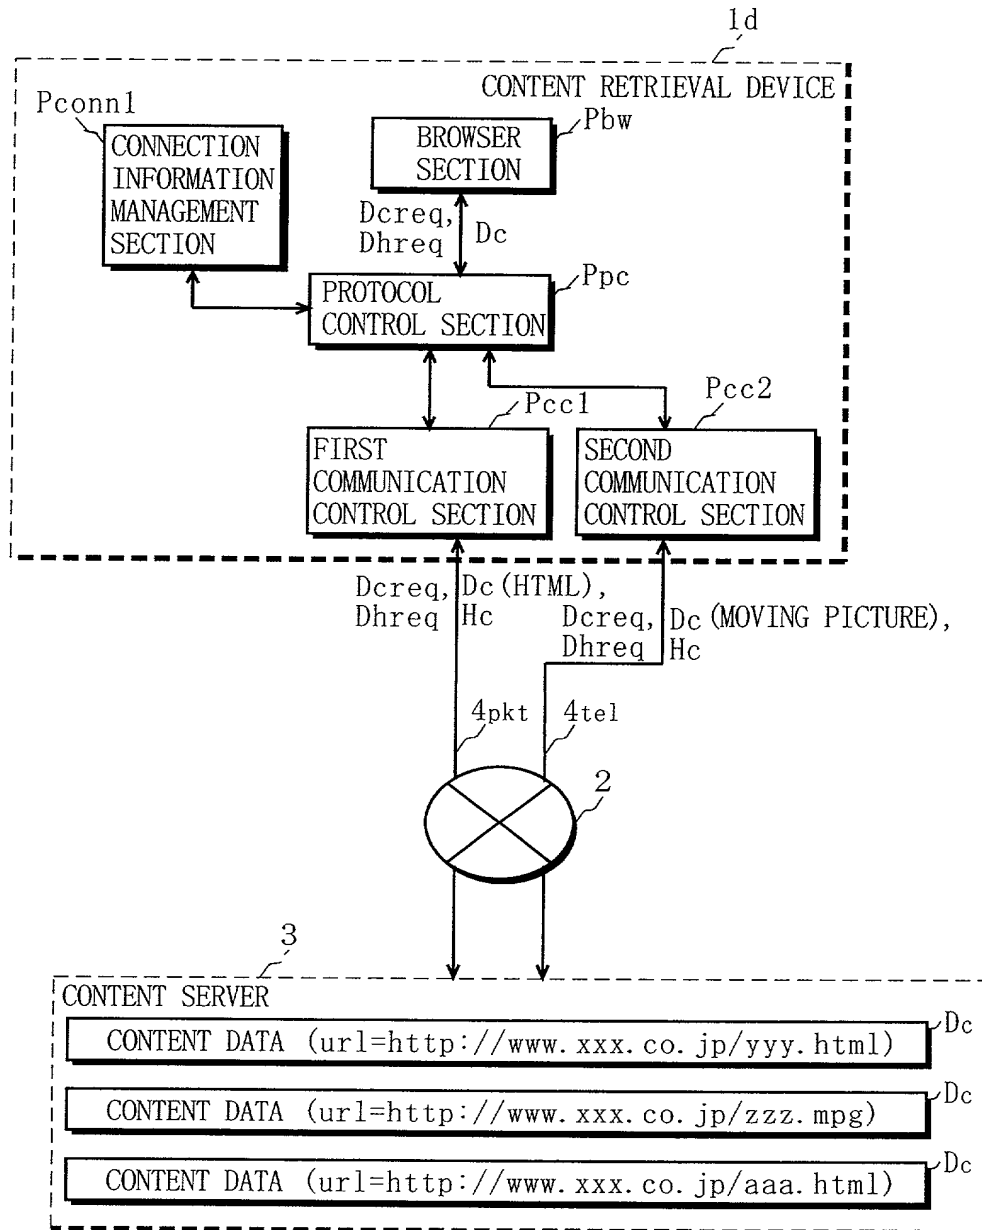 1d
CONTENT RETRIEVAL DEVICE
Pconn1
CONNECTION
INFORMATION
MANAGEMENT
SECTION
BROWSER
SECTION
Pbw
Dcreq,
Dhreq
Dc
PROTOCOL
CONTROL SECTION
Ppc
Pcc1
FIRST
COMMUNICATION
CONTROL SECTION
Pcc2
SECOND
COMMUNICATION
CONTROL SECTION
Dcreq, Dc(HTML),
Dhreq Hc
Dcreq, Dc(MOVING PICTURE),
Dhreq Hc
4pkt
4tel
2
3
CONTENT SERVER
CONTENT DATA (url=http://www.xxx.co.jp/yyy.html)
Dc
CONTENT DATA (url=http://www.xxx.co.jp/zzz.mpg)
Dc
CONTENT DATA (url=http://www.xxx.co.jp/aaa.html)
Dc